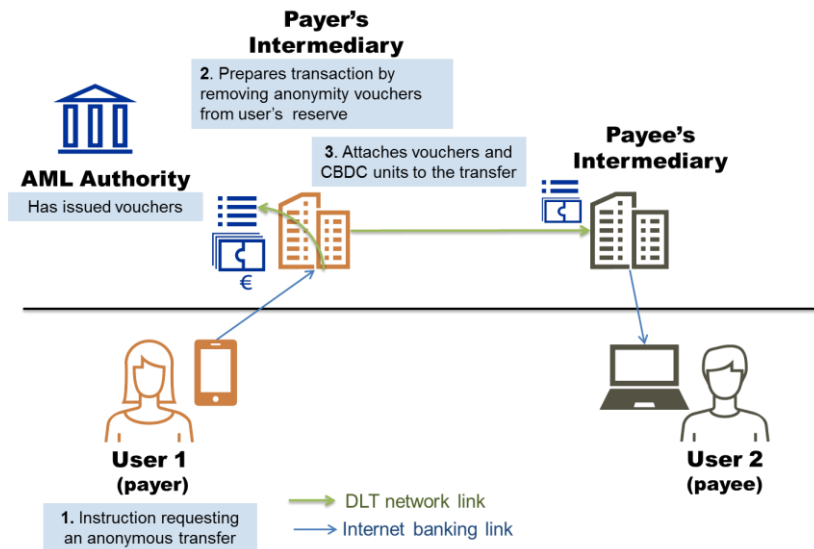 Payer's
Intermediary
2. Prepares transaction by
removing anonymity vouchers
from user's reserve
3. Attaches vouchers and
CBDC units to the transfer
Payee's
Intermediary
AML Authority
Has issued vouchers
€
User 1
(payer)
1. Instruction requesting
an anonymous transfer
User 2
(payee)
DLT network link
Internet banking link